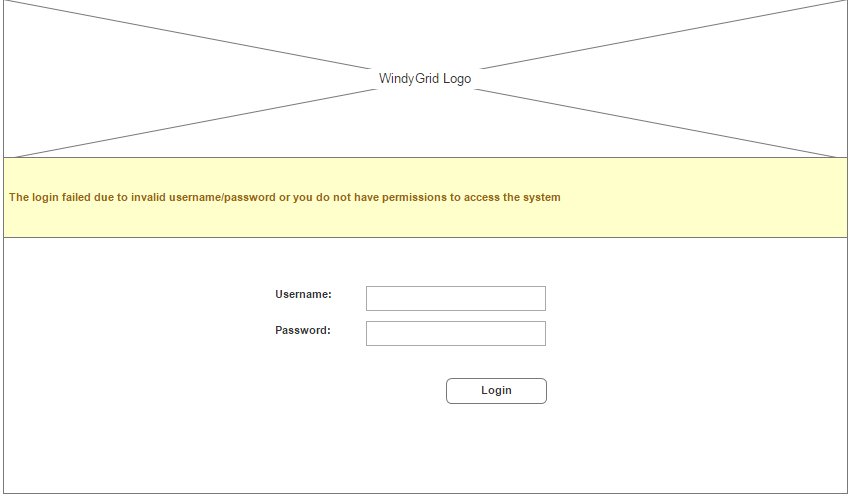 WindyGrid Logo
The login failed due to invalid username/password or you do not have permissions to access the system
Username:
Password:
Login